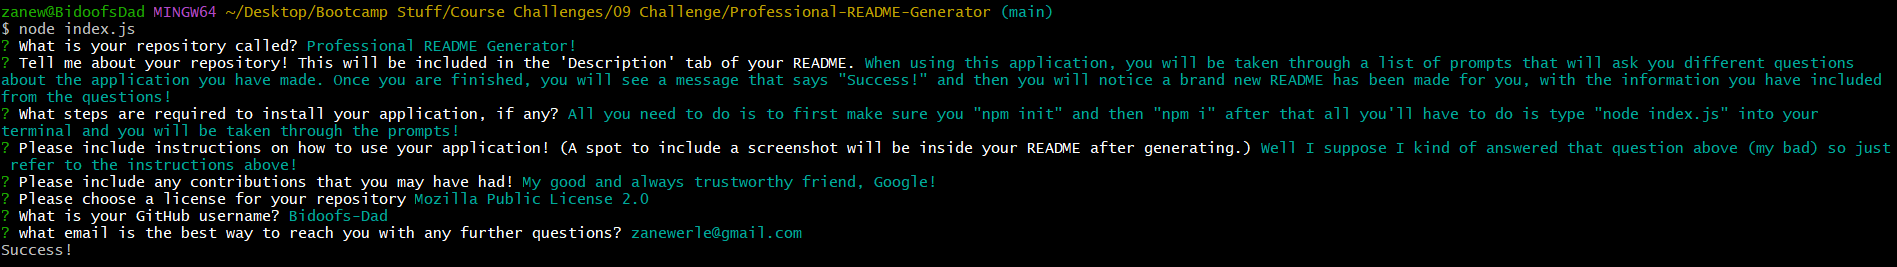 zanew@BidoofsDad MINGW64 ~/Desktop/Bootcamp Stuff/Course Challenges/09 Challenge/Professional-README-Generator (main)
$ node index.js
? What is your repository called? Professional README Generator!
? Tell me about your repository! This will be included in the 'Description' tab of your README. When using this application, you will be taken through a list of prompts that will ask you different questions
about the application you have made. Once you are finished, you will see a message that says "Success!" and then you will notice a brand new README has been made for you, with the information you have included
from the questions!
? What steps are required to install your application, if any? All you need to do is to first make sure you "npm init" and then "npm i" after that all you'll have to do is type "node index.js" into your
terminal and you will be taken through the prompts!
? Please include instructions on how to use your application! (A spot to include a screenshot will be inside your README after generating.) Well I suppose I kind of answered that question above (my bad) so just
refer to the instructions above!
? Please include any contributions that you may have had! My good and always trustworthy friend, Google!
? Please choose a license for your repository Mozilla Public License 2.0
? What is your GitHub username? Bidoofs-Dad
? what email is the best way to reach you with any further questions? zanewerle@gmail.com
Success!